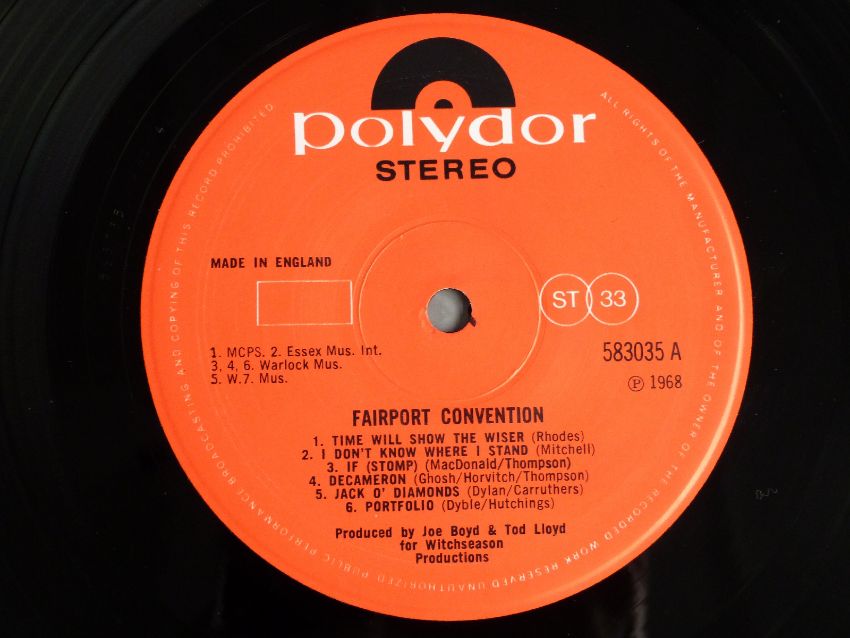 polydor
STEREO
ALL RIGHTS OF THE MANUFACTURER AND OF THE OWNER OF THE RECORDED WORK RESERVED UNAUTHORIZED PUBLIC PERFORMANCE BROADCASTING AND COPYING OF THIS RECORD PROHIBITED
MADE IN ENGLAND
ST 33
1. MCPS. 2. Essex Mus. Int.
3, 4, 6. Warlock Mus.
5. W.7. Mus.
583035 A
℗ 1968
FAIRPORT CONVENTION
1. TIME WILL SHOW THE WISER (Rhodes)
2. I DON'T KNOW WHERE I STAND (Mitchell)
3. IF (STOMP) (MacDonald/Thompson)
4. DECAMERON (Ghosh/Horvitch/Thompson)
5. JACK O' DIAMONDS (Dylan/Carruthers)
6. PORTFOLIO (Dyble/Hutchings)
Produced by Joe Boyd & Tod Lloyd
for Witchseason
Productions